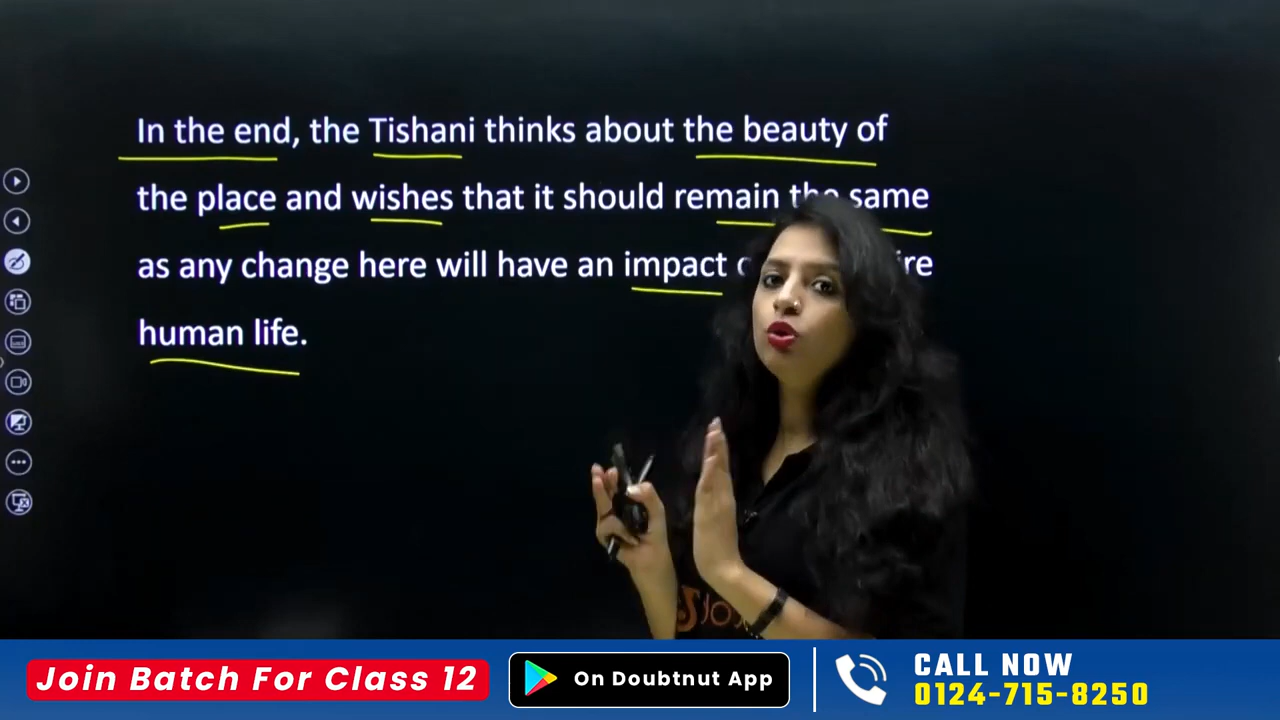 In the end, the Tishani thinks about the beauty of
the place and wishes that it should remain the same
as any change here will have an impact
human life.
Join Batch For Class 12
On Doubtnut App
CALL NOW
0124-715-8250